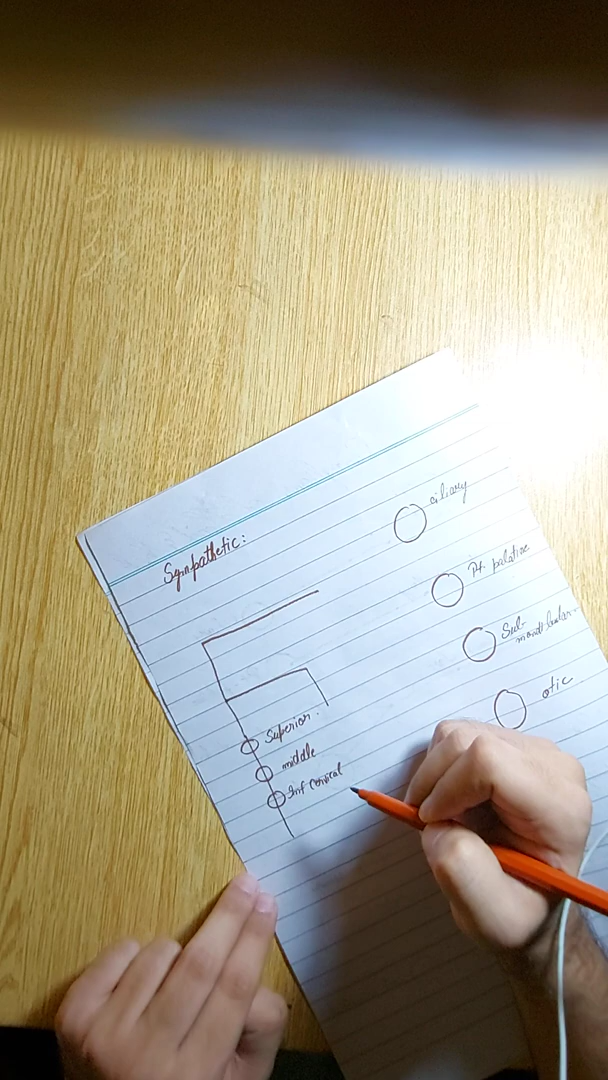 Sympathetic:
ciliary
Pt. palatine
Sub-
mandibular
otic
Superior.
middle
Inf cervical